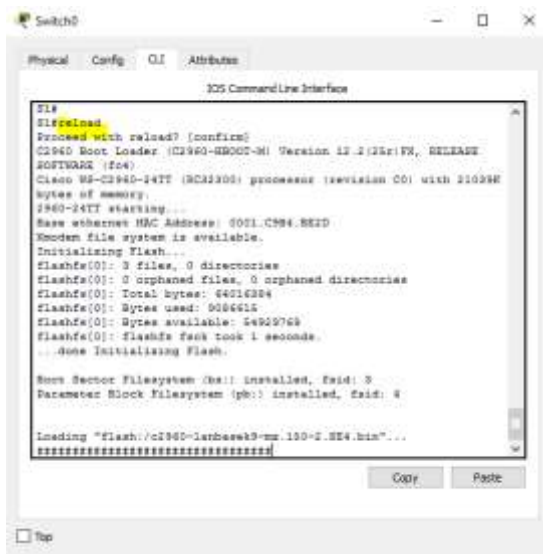 Switch0
Physical Config CLI Attributes
IOS Command Line Interface
S1#
S1#reload
Proceed with reload? [confirm]
C2960 Boot Loader (C2960-HBOOT-M) Version 12.2(25r)FX, RELEASE
SOFTWARE (fc4)
Cisco WS-C2960-24TT (RC32300) processor (revision C0) with 21039K
bytes of memory.
2960-24TT starting...
Base ethernet MAC Address: 0001.C9B4.BE2D
Xmodem file system is available.
Initializing Flash...
flashfs[0]: 3 files, 0 directories
flashfs[0]: 0 orphaned files, 0 orphaned directories
flashfs[0]: Total bytes: 64016384
flashfs[0]: Bytes used: 9086615
flashfs[0]: Bytes available: 54929769
flashfs[0]: flashfs fsck took 1 seconds.
...done Initializing Flash.
Boot Sector Filesystem (bs:) installed, fsid: 3
Parameter Block Filesystem (pb:) installed, fsid: 4
Loading "flash:/c2960-lanbasek9-mz.150-2.SE4.bin"...
##################################
Copy Paste
Top